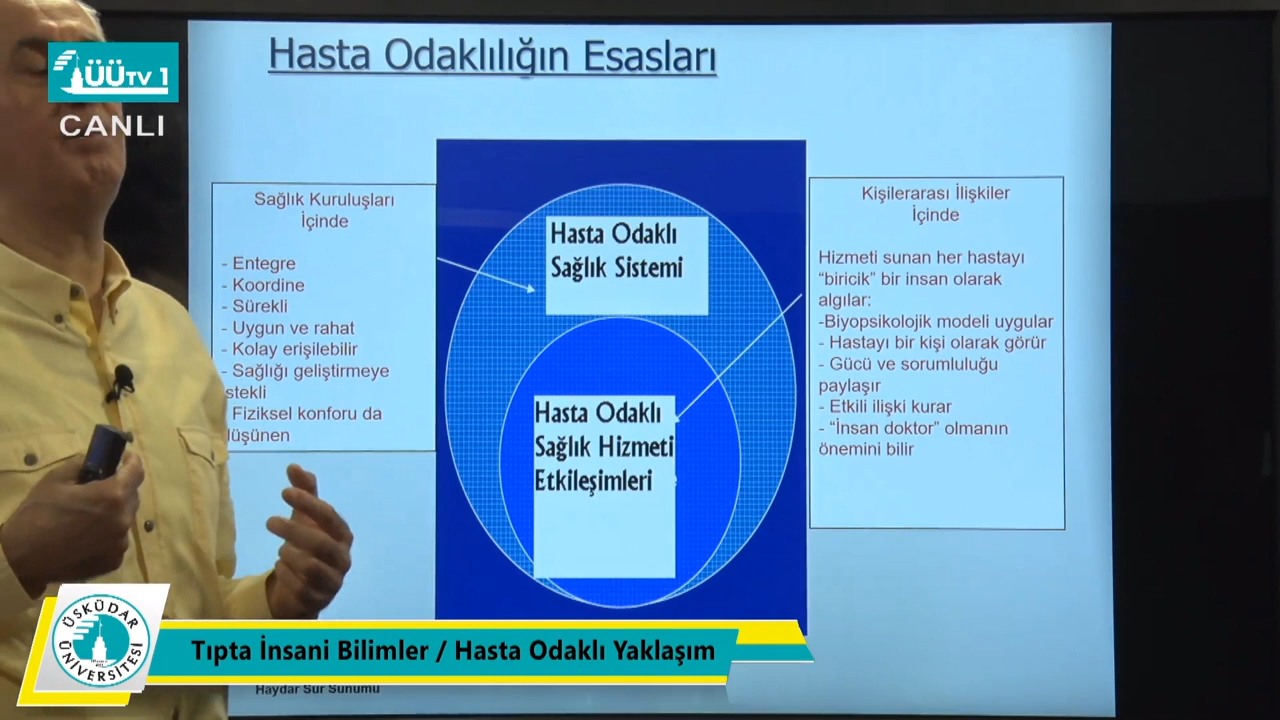 Hasta Odaklılığın Esasları
ÜÜTV 1
CANLI
Sağlık Kuruluşları
İçinde
- Entegre
- Koordine
- Sürekli
- Uygun ve rahat
- Kolay erişilebilir
- Sağlığı geliştirmeye
stekli
Fiziksel konforu da
üşünen
Hasta Odaklı
Sağlık Sistemi
Hasta Odaklı
Sağlık Hizmeti
Etkileşimleri
Kişilerarası İlişkiler
İçinde
Hizmeti sunan her hastayı
“biricik” bir insan olarak
algılar:
-Biyopsikolojik modeli uygular
- Hastayı bir kişi olarak görür
- Gücü ve sorumluluğu
paylaşır
- Etkili ilişki kurar
- “İnsan doktor” olmanın
önemini bilir
ÜSKÜDAR
ÜNİVERSİTESİ
Tıpta İnsani Bilimler / Hasta Odaklı Yaklaşım
Haydar Sur Sunumu